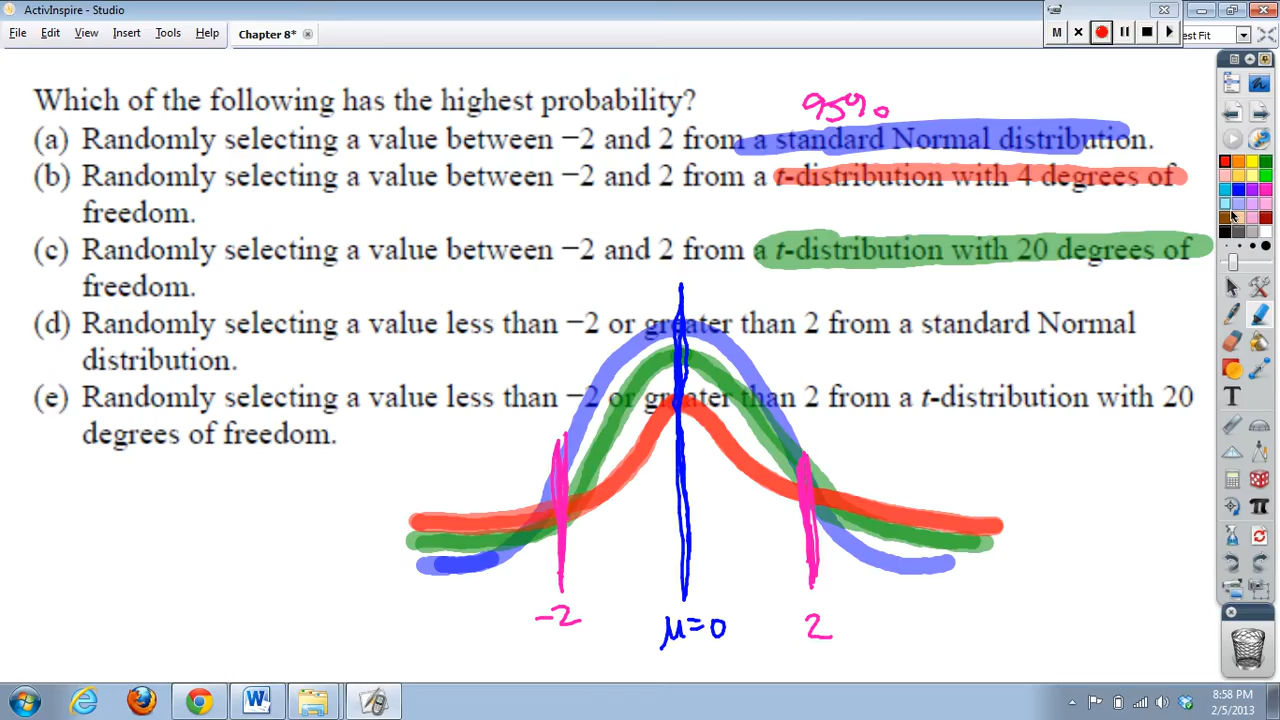 ActivInspire - Studio
File Edit View Insert Tools Help Chapter 8*
M
est Fit
Which of the following has the highest probability?
95%
(a) Randomly selecting a value between −2 and 2 from a standard Normal distribution.
(b) Randomly selecting a value between −2 and 2 from a t-distribution with 4 degrees of
freedom.
(c) Randomly selecting a value between −2 and 2 from a t-distribution with 20 degrees of
freedom.
(d) Randomly selecting a value less than −2 or greater than 2 from a standard Normal
distribution.
(e) Randomly selecting a value less than −2 or greater than 2 from a t-distribution with 20
degrees of freedom.
-2 μ=0 2
8:58 PM
2/5/2013